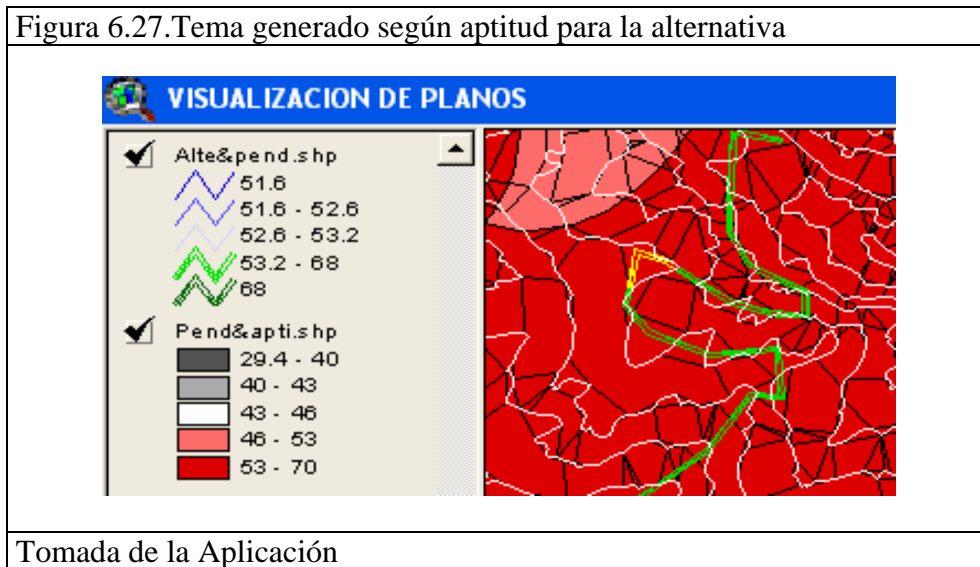 Figura 6.27.Tema generado según aptitud para la alternativa
VISUALIZACION DE PLANOS
Alte&pend.shp
51.6
51.6 - 52.6
52.6 - 53.2
53.2 - 68
68
Pend&apti.shp
29.4 - 40
40 - 43
43 - 46
46 - 53
53 - 70
Tomada de la Aplicación